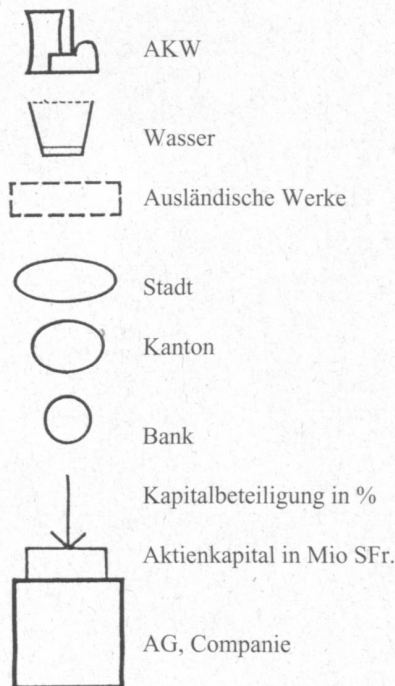 AKW
Wasser
Ausländische Werke
Stadt
Kanton
Bank
Kapitalbeteiligung in %
Aktienkapital in Mio SFr.
AG, Companie